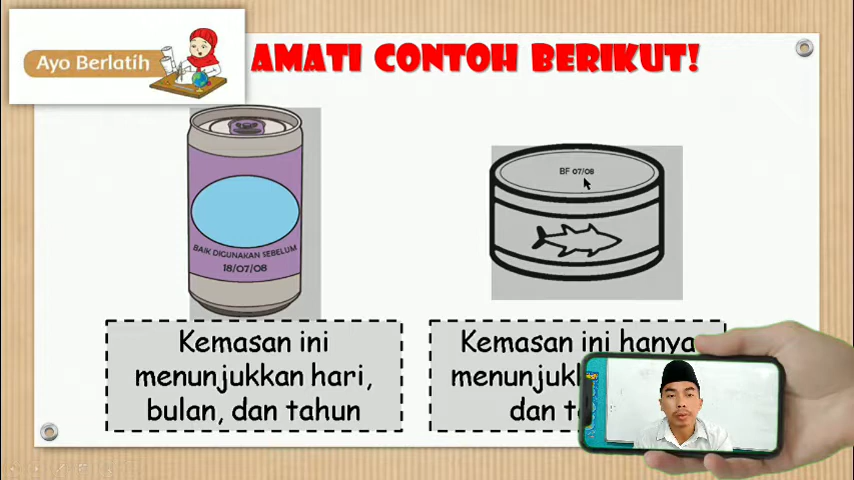 Ayo Berlatih
AMATI CONTOH BERIKUT!
BAIK DIGUNAKAN SEBELUM
18/07/08
BF 07/08
Kemasan ini
menunjukkan hari,
bulan, dan tahun
Kemasan ini hanya
dan